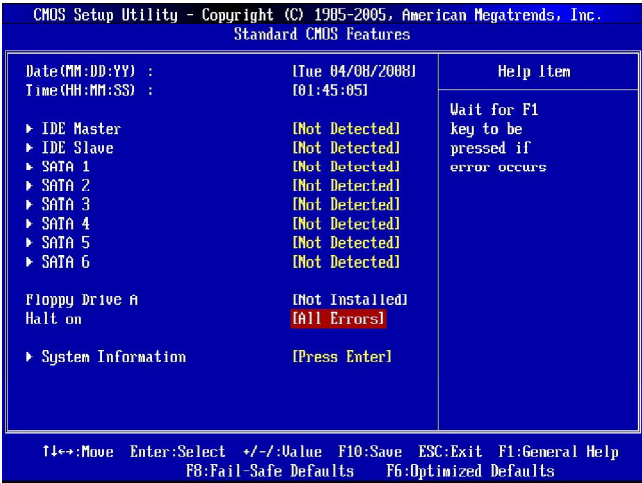 CMOS Setup Utility - Copyright (C) 1985-2005, American Megatrends, Inc.
Standard CMOS Features
Date(MM:DD:YY) : [Tue 04/08/2008]
Time(HH:MM:SS) : [01:45:05]
▶ IDE Master [Not Detected]
▶ IDE Slave [Not Detected]
▶ SATA 1 [Not Detected]
▶ SATA 2 [Not Detected]
▶ SATA 3 [Not Detected]
▶ SATA 4 [Not Detected]
▶ SATA 5 [Not Detected]
▶ SATA 6 [Not Detected]
Floppy Drive A [Not Installed]
Halt on [All Errors]
▶ System Information [Press Enter]
Help Item
Wait for F1
key to be
pressed if
error occurs
↑↓←→:Move Enter:Select +/-/:Value F10:Save ESC:Exit F1:General Help
F8:Fail-Safe Defaults F6:Optimized Defaults